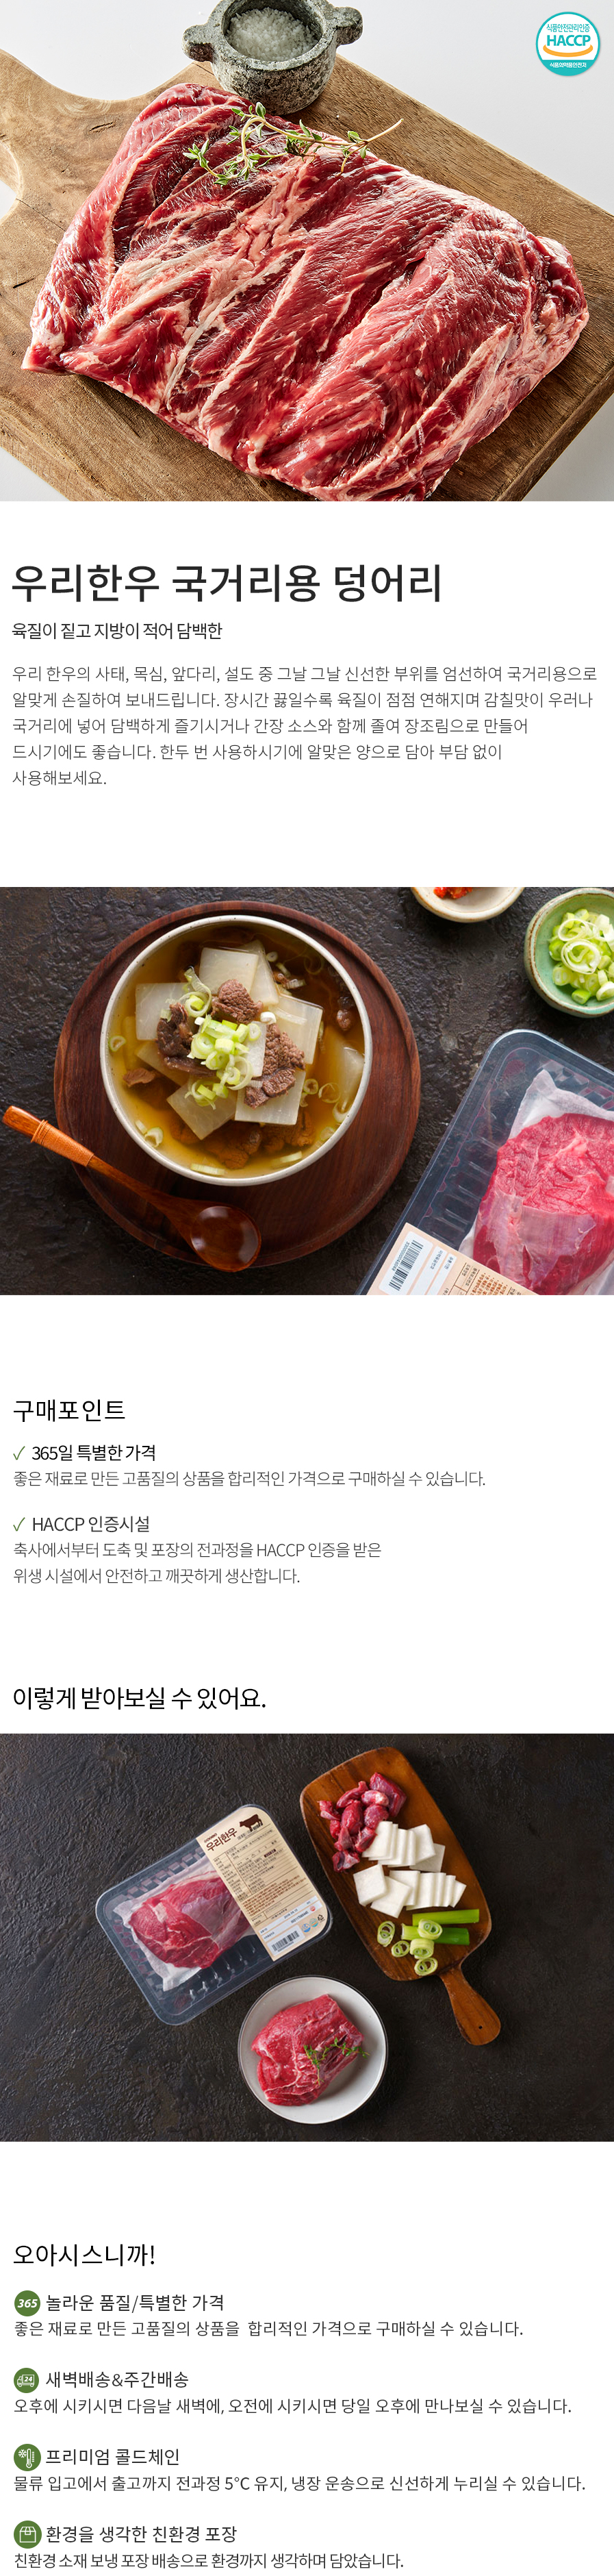 식품안전관리인증
HACCP
식품의약품안전처
우리한우 국거리용 덩어리
육질이 짙고 지방이 적어 담백한
우리 한우의 사태, 목심, 앞다리, 설도 중 그날 그날 신선한 부위를 엄선하여 국거리용으로
알맞게 손질하여 보내드립니다. 장시간 끓일수록 육질이 점점 연해지며 감칠맛이 우러나
국거리에 넣어 담백하게 즐기시거나 간장 소스와 함께 졸여 장조림으로 만들어
드시기에도 좋습니다. 한두 번 사용하시기에 알맞은 양으로 담아 부담 없이
사용해보세요.
구매포인트
✓ 365일 특별한 가격
좋은 재료로 만든 고품질의 상품을 합리적인 가격으로 구매하실 수 있습니다.
✓ HACCP 인증시설
축사에서부터 도축 및 포장의 전과정을 HACCP 인증을 받은
위생 시설에서 안전하고 깨끗하게 생산합니다.
이렇게 받아보실 수 있어요.
우리한우
오아시스니까!
365 놀라운 품질/특별한 가격
좋은 재료로 만든 고품질의 상품을 합리적인 가격으로 구매하실 수 있습니다.
24 새벽배송&주간배송
오후에 시키시면 다음날 새벽에, 오전에 시키시면 당일 오후에 만나보실 수 있습니다.
프리미엄 콜드체인
물류 입고에서 출고까지 전과정 5°C 유지, 냉장 운송으로 신선하게 누리실 수 있습니다.
환경을 생각한 친환경 포장
친환경 소재 보냉 포장 배송으로 환경까지 생각하며 담았습니다.